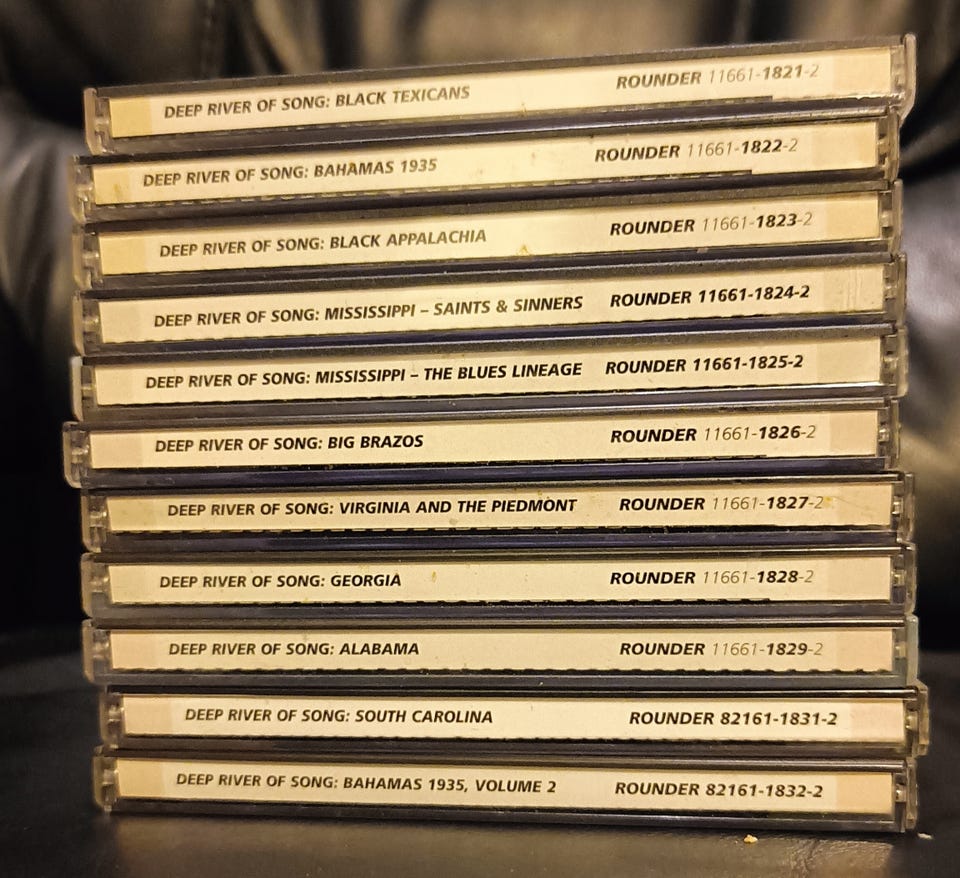 DEEP RIVER OF SONG: BLACK TEXICANS ROUNDER 11661-1821-2
DEEP RIVER OF SONG: BAHAMAS 1935 ROUNDER 11661-1822-2
DEEP RIVER OF SONG: BLACK APPALACHIA ROUNDER 11661-1823-2
DEEP RIVER OF SONG: MISSISSIPPI – SAINTS & SINNERS ROUNDER 11661-1824-2
DEEP RIVER OF SONG: MISSISSIPPI – THE BLUES LINEAGE ROUNDER 11661-1825-2
DEEP RIVER OF SONG: BIG BRAZOS ROUNDER 11661-1826-2
DEEP RIVER OF SONG: VIRGINIA AND THE PIEDMONT ROUNDER 11661-1827-2
DEEP RIVER OF SONG: GEORGIA ROUNDER 11661-1828-2
DEEP RIVER OF SONG: ALABAMA ROUNDER 11661-1829-2
DEEP RIVER OF SONG: SOUTH CAROLINA ROUNDER 82161-1831-2
DEEP RIVER OF SONG: BAHAMAS 1935, VOLUME 2 ROUNDER 82161-1832-2